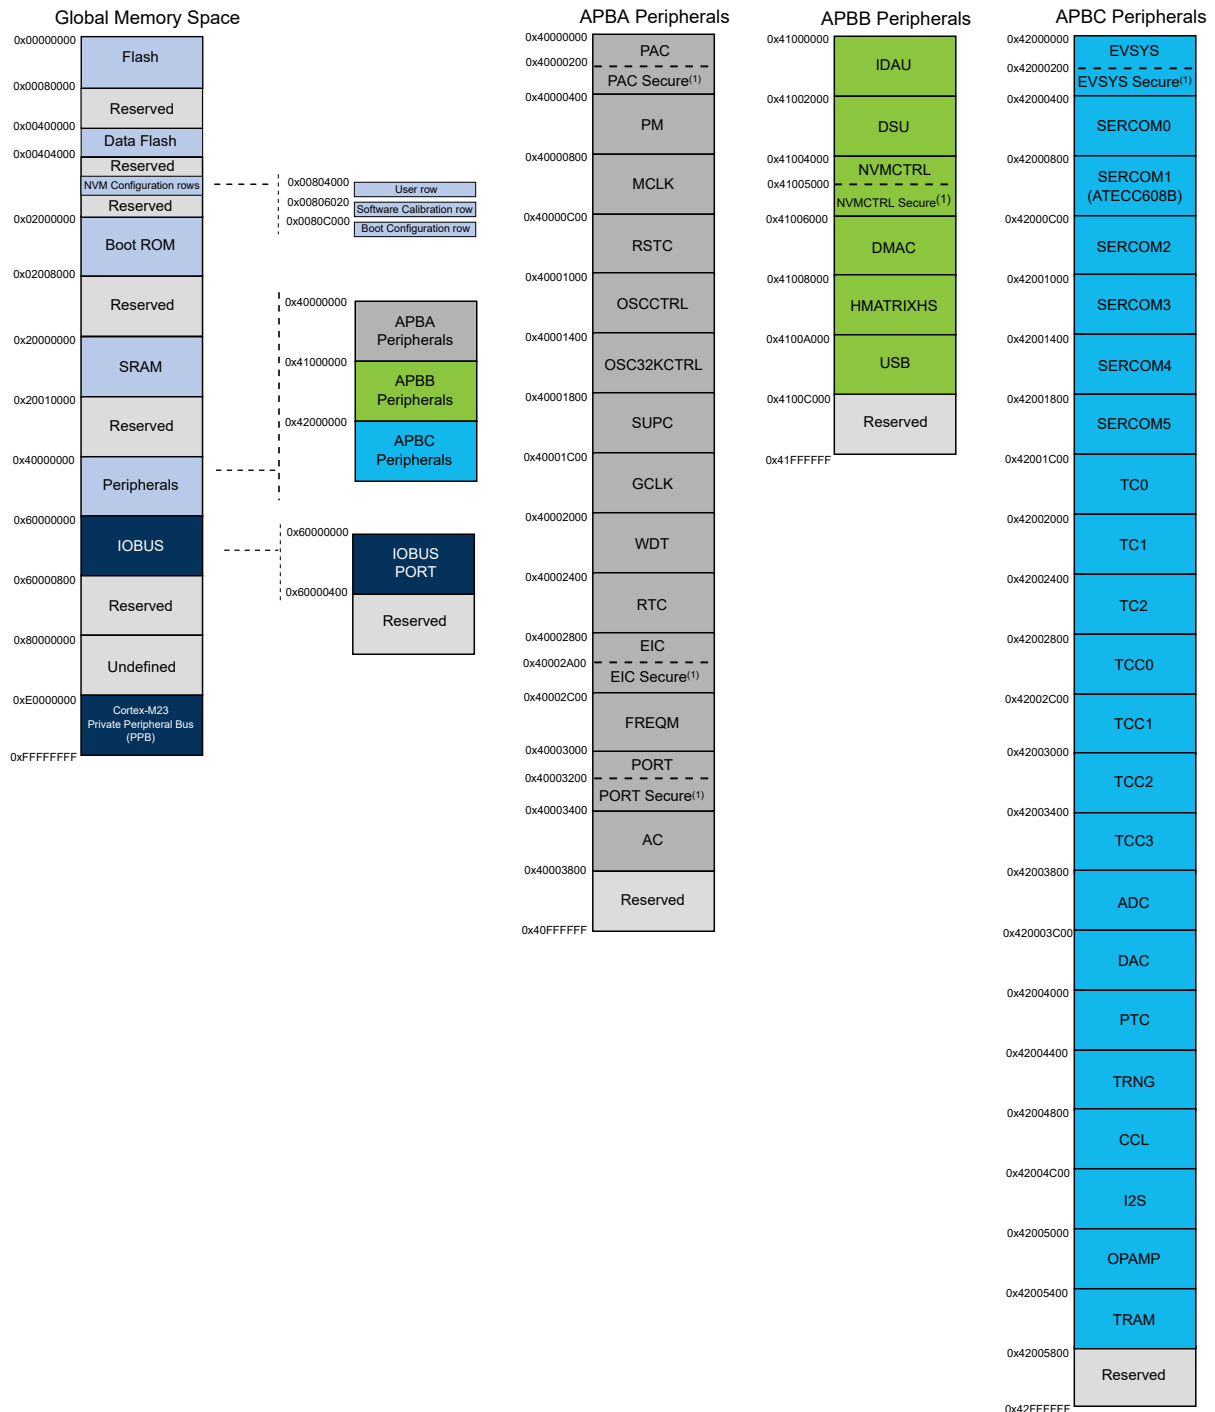 Global Memory Space
0x00000000
Flash
0x00080000
Reserved
0x00400000
Data Flash
0x00404000
Reserved
NVM Configuration rows
Reserved
0x02000000
Boot ROM
0x02008000
Reserved
0x20000000
SRAM
0x20010000
Reserved
0x40000000
Peripherals
0x60000000
IOBUS
0x60000800
Reserved
0x80000000
Undefined
0xE0000000
Cortex-M23
Private Peripheral Bus
(PPB)
0xFFFFFFFF
0x00804000
User row
0x00806020
Software Calibration row
0x0080C000
Boot Configuration row
0x40000000
APBA
Peripherals
0x41000000
APBB
Peripherals
0x42000000
APBC
Peripherals
0x60000000
IOBUS
PORT
0x60000400
Reserved
APBA Peripherals
0x40000000
PAC
0x40000200
PAC Secure(1)
0x40000400
PM
0x40000800
MCLK
0x40000C00
RSTC
0x40001000
OSCCTRL
0x40001400
OSC32KCTRL
0x40001800
SUPC
0x40001C00
GCLK
0x40002000
WDT
0x40002400
RTC
0x40002800
EIC
0x40002A00
EIC Secure(1)
0x40002C00
FREQM
0x40003000
PORT
0x40003200
PORT Secure(1)
0x40003400
AC
0x40003800
Reserved
0x40FFFFFF
APBB Peripherals
0x41000000
IDAU
0x41002000
DSU
0x41004000
NVMCTRL
0x41005000
NVMCTRL Secure(1)
0x41006000
DMAC
0x41008000
HMATRIXHS
0x4100A000
USB
0x4100C000
Reserved
0x41FFFFFF
APBC Peripherals
0x42000000
EVSYS
0x42000200
EVSYS Secure(1)
0x42000400
SERCOM0
0x42000800
SERCOM1
(ATECC608B)
0x42000C00
SERCOM2
0x42001000
SERCOM3
0x42001400
SERCOM4
0x42001800
SERCOM5
0x42001C00
TC0
0x42002000
TC1
0x42002400
TC2
0x42002800
TCC0
0x42002C00
TCC1
0x42003000
TCC2
0x42003400
TCC3
0x42003800
ADC
0x420003C00
DAC
0x42004000
PTC
0x42004400
TRNG
0x42004800
CCL
0x42004C00
I2S
0x42005000
OPAMP
0x42005400
TRAM
0x42005800
Reserved
0x42FFFFFF